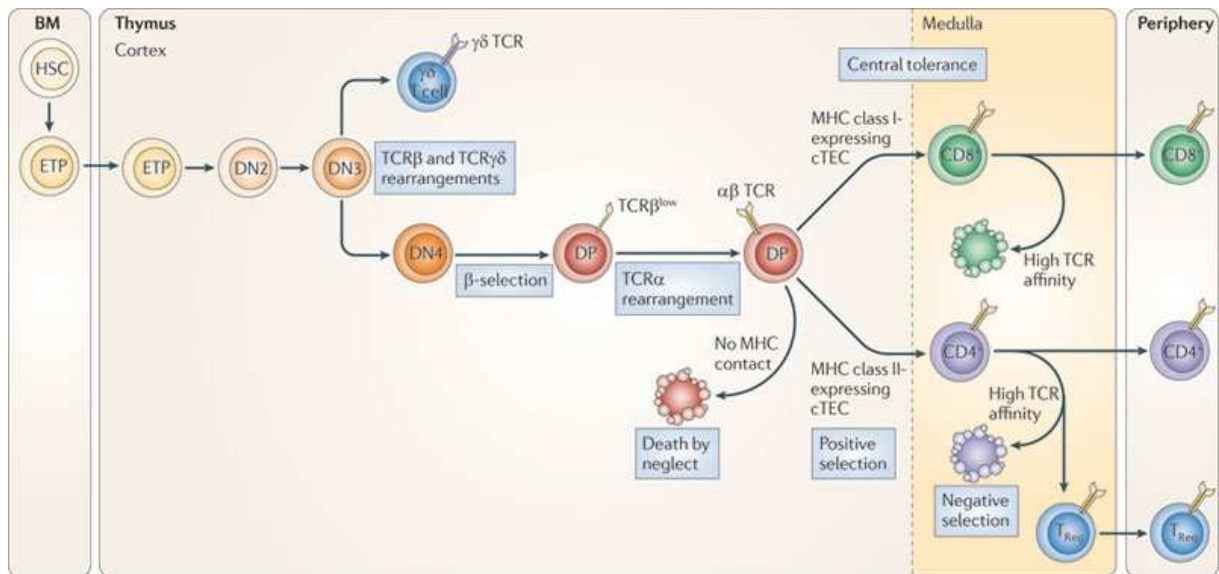 BM
Thymus
Cortex
Medulla
Periphery
HSC
γδ TCR
γδ
T cell
Central tolerance
MHC class I-
expressing
cTEC
CD8⁺
CD8
ETP
ETP
DN2
DN3
TCRβ and TCRγδ
rearrangements
αβ TCR
TCRβˡᵒʷ
DN4
DP
DP
β-selection
TCRα
rearrangement
High TCR
affinity
No MHC
contact
MHC class II-
expressing
cTEC
CD4⁺
CD4⁺
High TCR
affinity
Death by
neglect
Positive
selection
Negative
selection
T Reg
T Reg